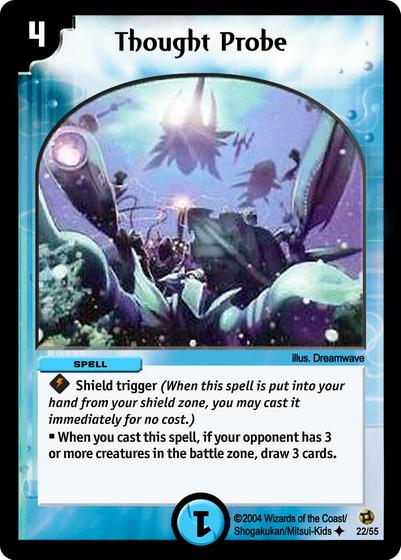 4
Thought Probe
illus. Dreamwave
SPELL
Shield trigger (When this spell is put into your
hand from your shield zone, you may cast it
immediately for no cost.)
▪ When you cast this spell, if your opponent has 3
or more creatures in the battle zone, draw 3 cards.
1
©2004 Wizards of the Coast/
Shogakukan/Mitsui-Kids ✦ 22/55